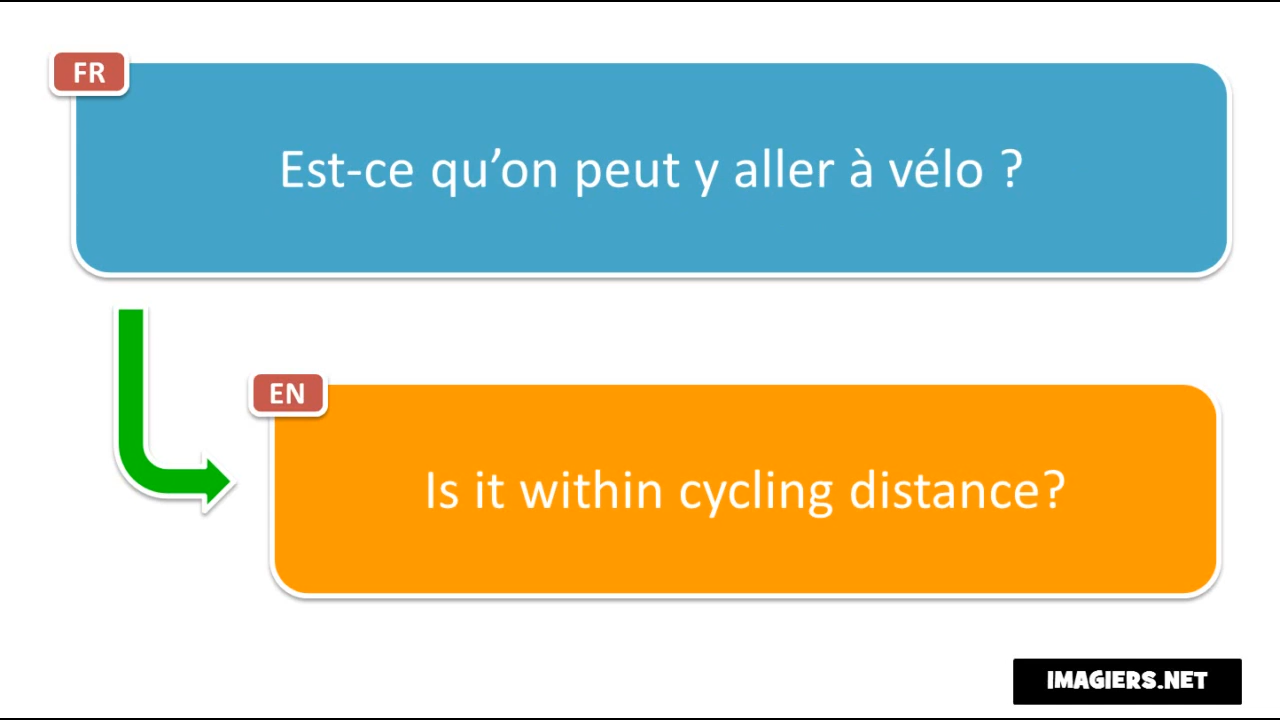 FR
Est-ce qu’on peut y aller à vélo ?
EN
Is it within cycling distance?
IMAGIERS.NET